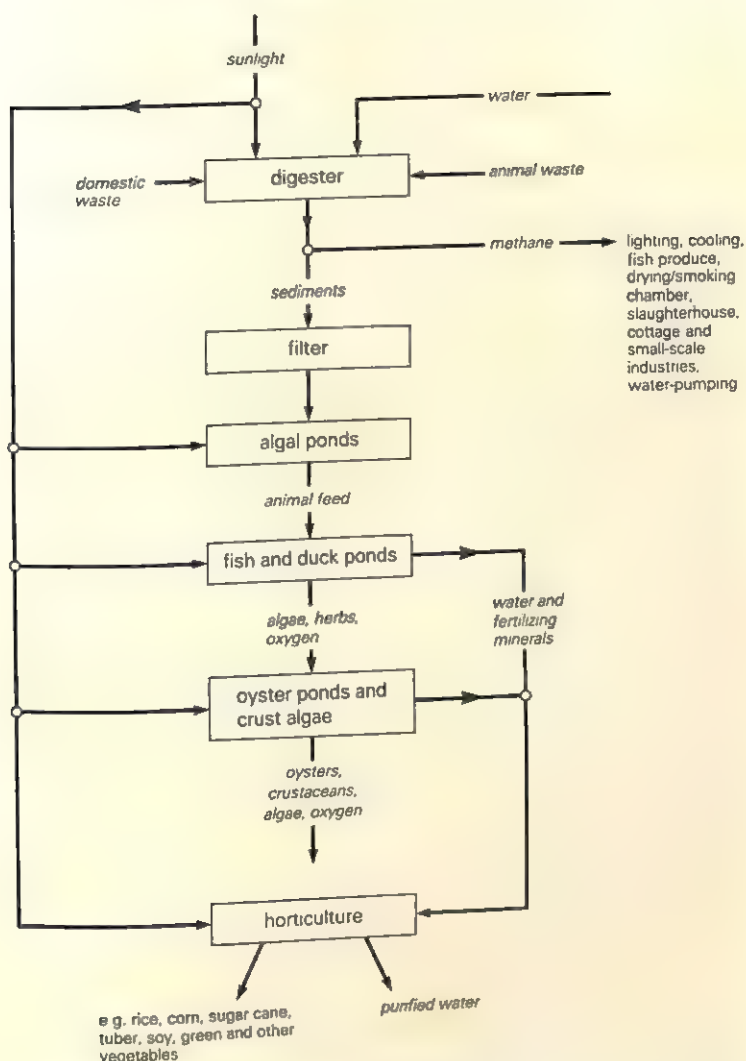 sunlight
water
domestic
waste
digester
animal waste
methane
lighting, cooling,
fish produce,
drying/smoking
chamber,
slaughterhouse,
cottage and
small-scale
industries,
water-pumping
sediments
filter
algal ponds
animal feed
fish and duck ponds
water and
fertilizing
minerals
algae, herbs,
oxygen
oyster ponds and
crust algae
oysters,
crustaceans,
algae, oxygen
horticulture
e g. rice, corn, sugar cane,
tuber, soy, green and other
vegetables
purified water